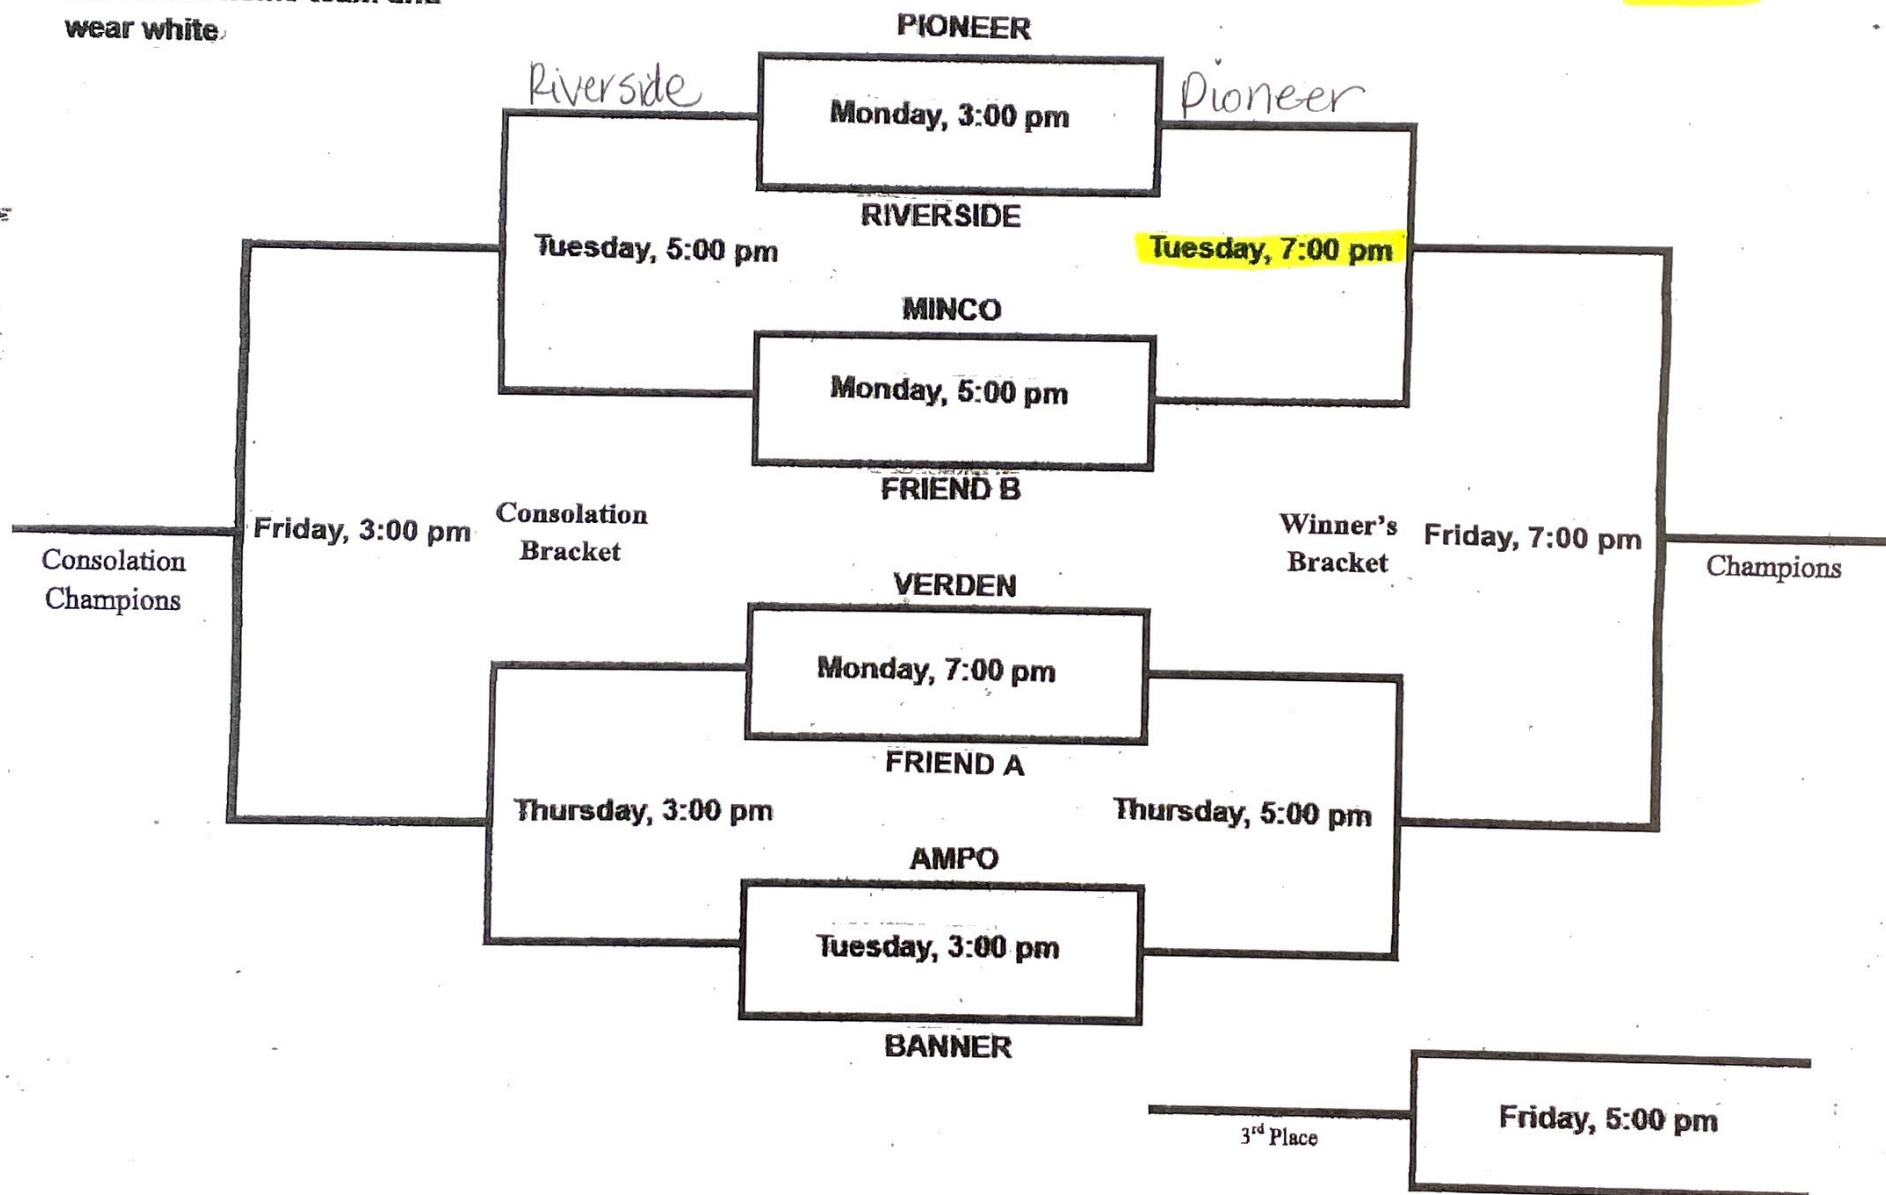 wear white
PIONEER
Riverside
Monday, 3:00 pm
Pioneer
RIVERSIDE
Tuesday, 5:00 pm
Tuesday, 7:00 pm
MINCO
Monday, 5:00 pm
FRIEND B
Friday, 3:00 pm
Consolation
Bracket
Winner's
Bracket
Friday, 7:00 pm
Consolation
Champions
Champions
VERDEN
Monday, 7:00 pm
FRIEND A
Thursday, 3:00 pm
Thursday, 5:00 pm
AMPO
Tuesday, 3:00 pm
BANNER
Friday, 5:00 pm
3rd Place